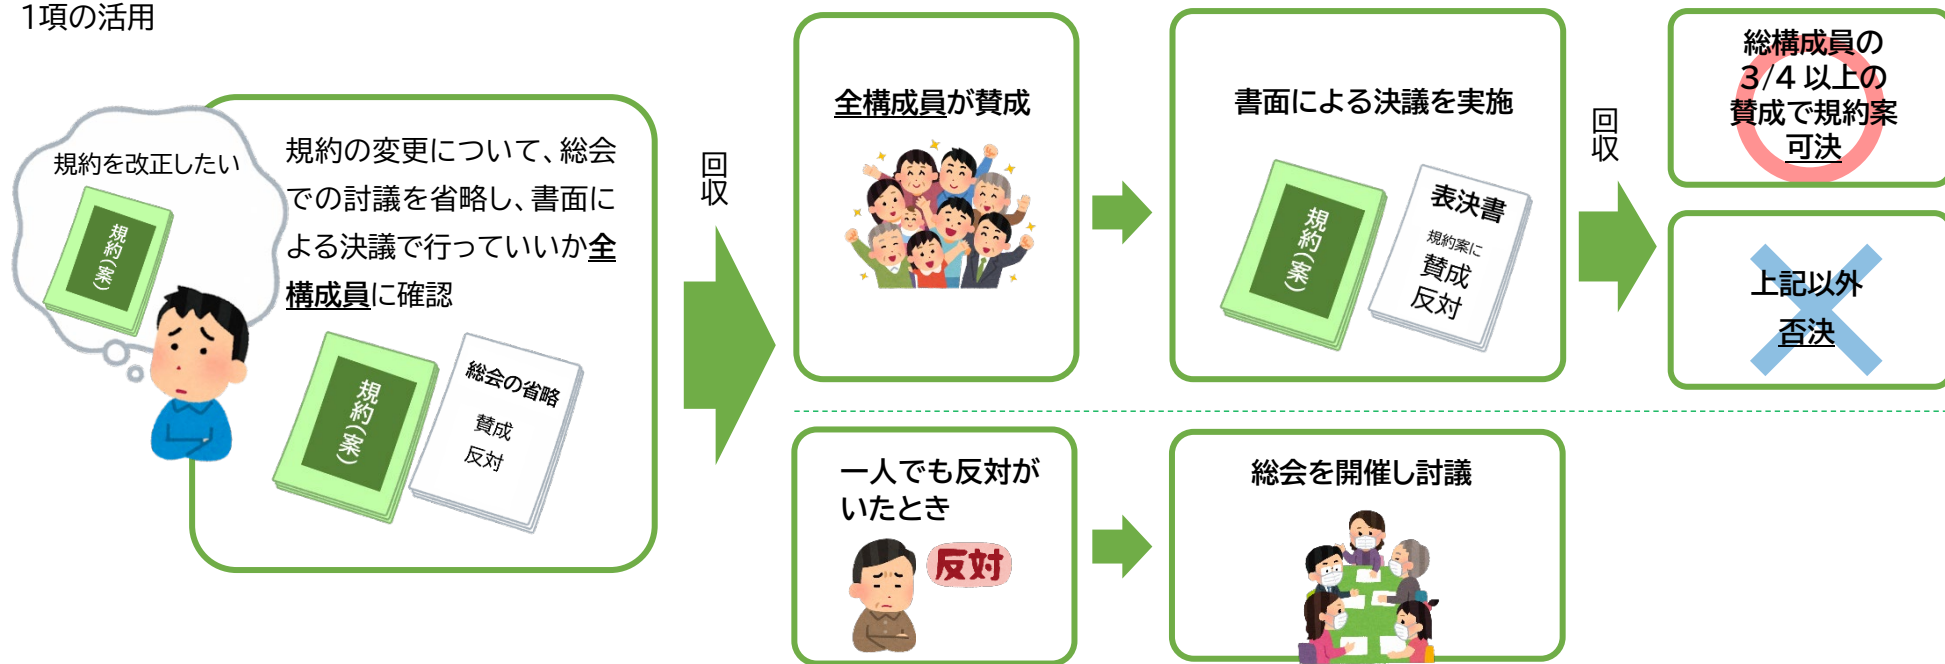 1項の活用
規約を改正したい
規約(案)
規約の変更について、総会
での討議を省略し、書面に
よる決議で行っていいか全
構成員に確認
規約(案)
総会の省略
賛成
反対
回収
全構成員が賛成
書面による決議を実施
規約(案)
表決書
規約案に
賛成
反対
回収
総構成員の
3/4 以上の
賛成で規約案
可決
上記以外
否決
一人でも反対が
いたとき
反対
総会を開催し討議